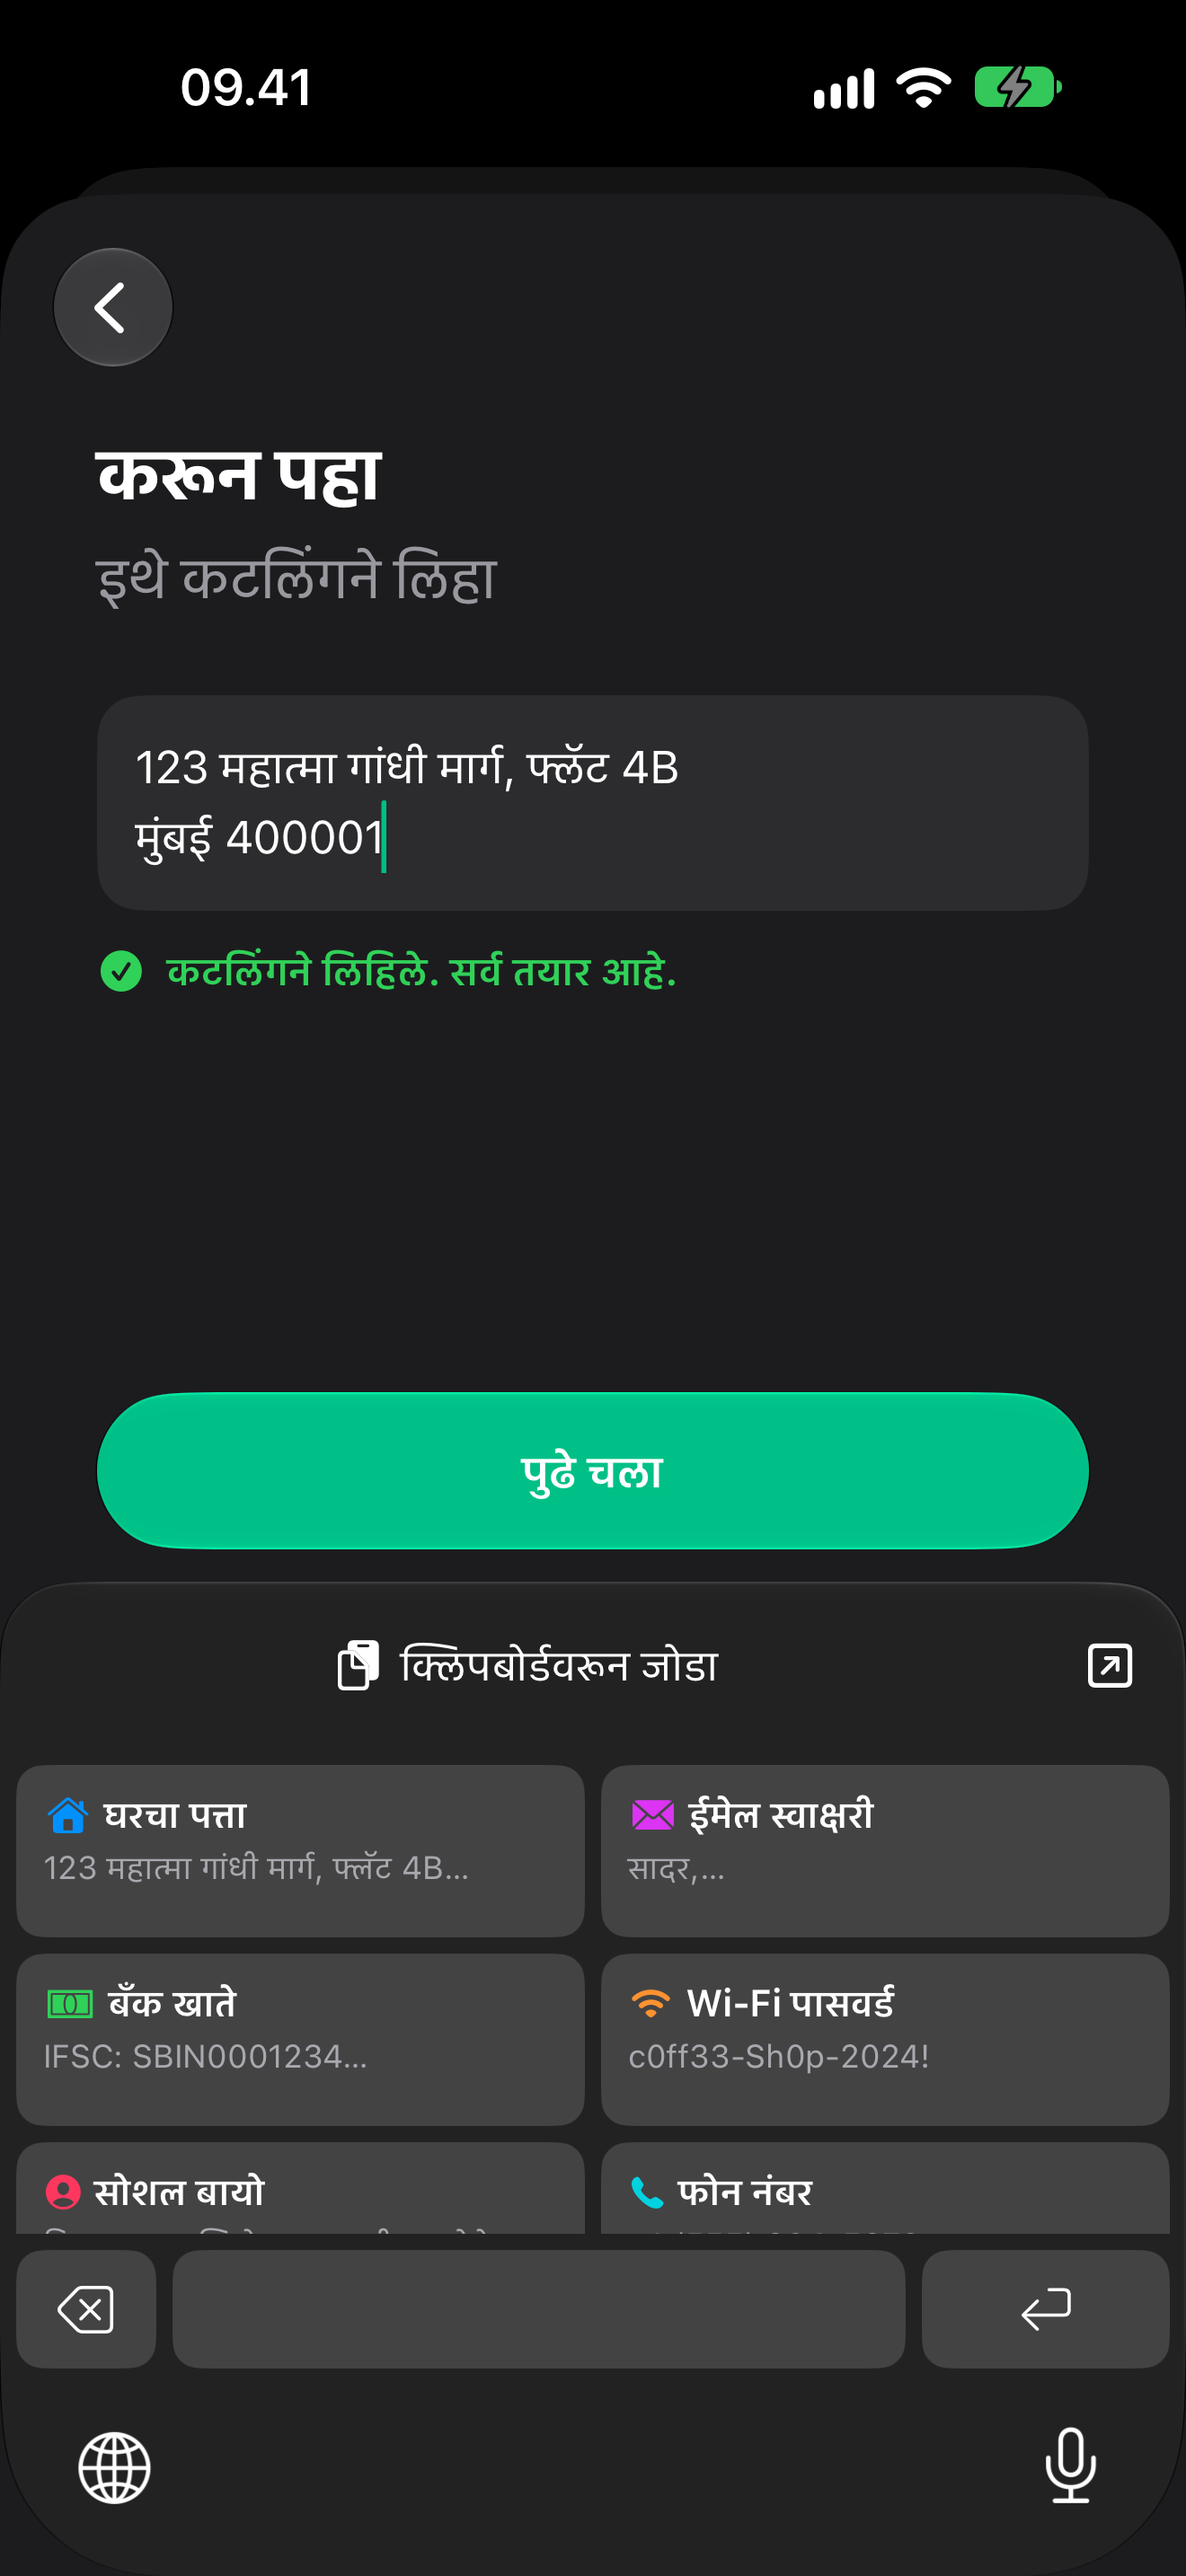 09.41
करून पहा
इथे कटलिंगने लिहा
123 महात्मा गांधी मार्ग, फ्लॅट 4B
मुंबई 400001
कटलिंगने लिहिले. सर्व तयार आहे.
पुढे चला
क्लिपबोर्डवरून जोडा
घरचा पत्ता
123 महात्मा गांधी मार्ग, फ्लॅट 4B...
ईमेल स्वाक्षरी
सादर,...
बँक खाते
IFSC: SBIN0001234...
Wi-Fi पासवर्ड
c0ff33-Sh0p-2024!
सोशल बायो
फोन नंबर